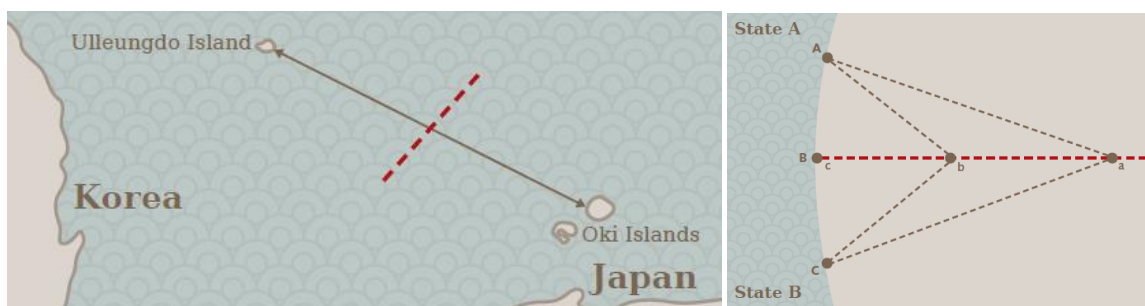 Ulleungdo Island
Korea
Oki Islands
Japan
State A
A
B
c
b
a
C
State B